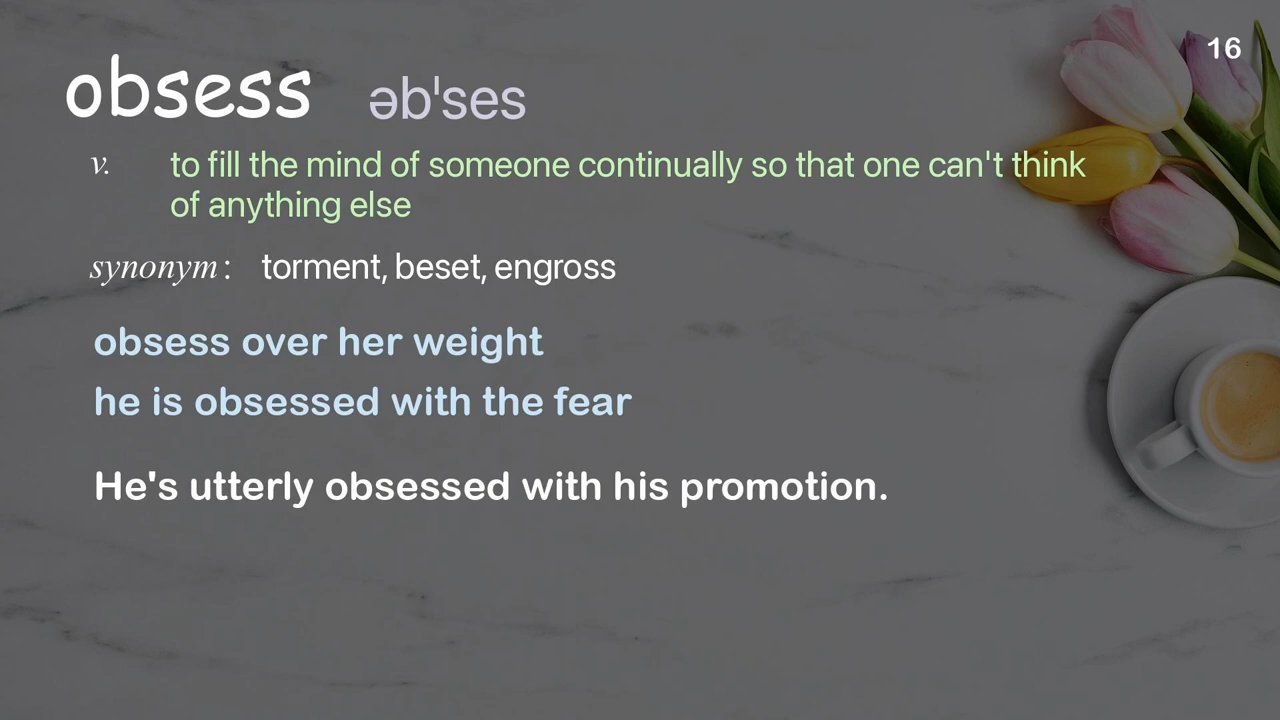 16
obsess əb'ses
v. to fill the mind of someone continually so that one can't think
of anything else
synonym: torment, beset, engross
obsess over her weight
he is obsessed with the fear
He's utterly obsessed with his promotion.